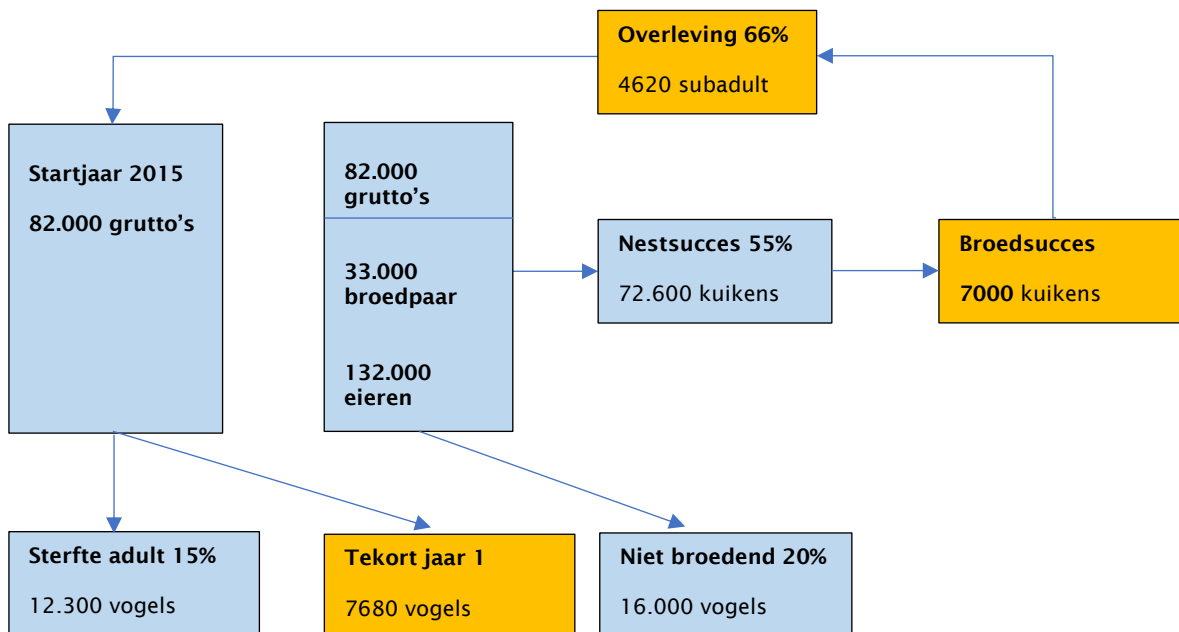 Overleving 66%
4620 subadult
Startjaar 2015
82.000 grutto’s
82.000
grutto’s
33.000
broedpaar
132.000
eieren
Nestsucces 55%
72.600 kuikens
Broedsucces
7000 kuikens
Sterfte adult 15%
12.300 vogels
Tekort jaar 1
7680 vogels
Niet broedend 20%
16.000 vogels